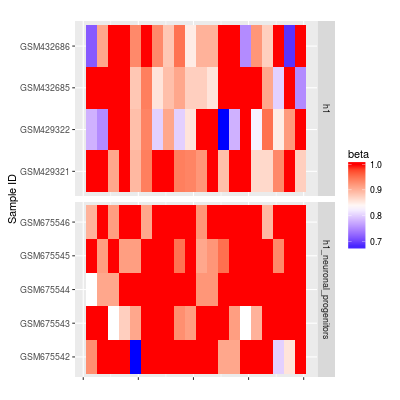 GSM432686
GSM432685
GSM429322
GSM429321
GSM675546
GSM675545
GSM675544
GSM675543
GSM675542
Sample ID
h1
h1_neuronal_progenitors
beta
1.0
0.9
0.8
0.7